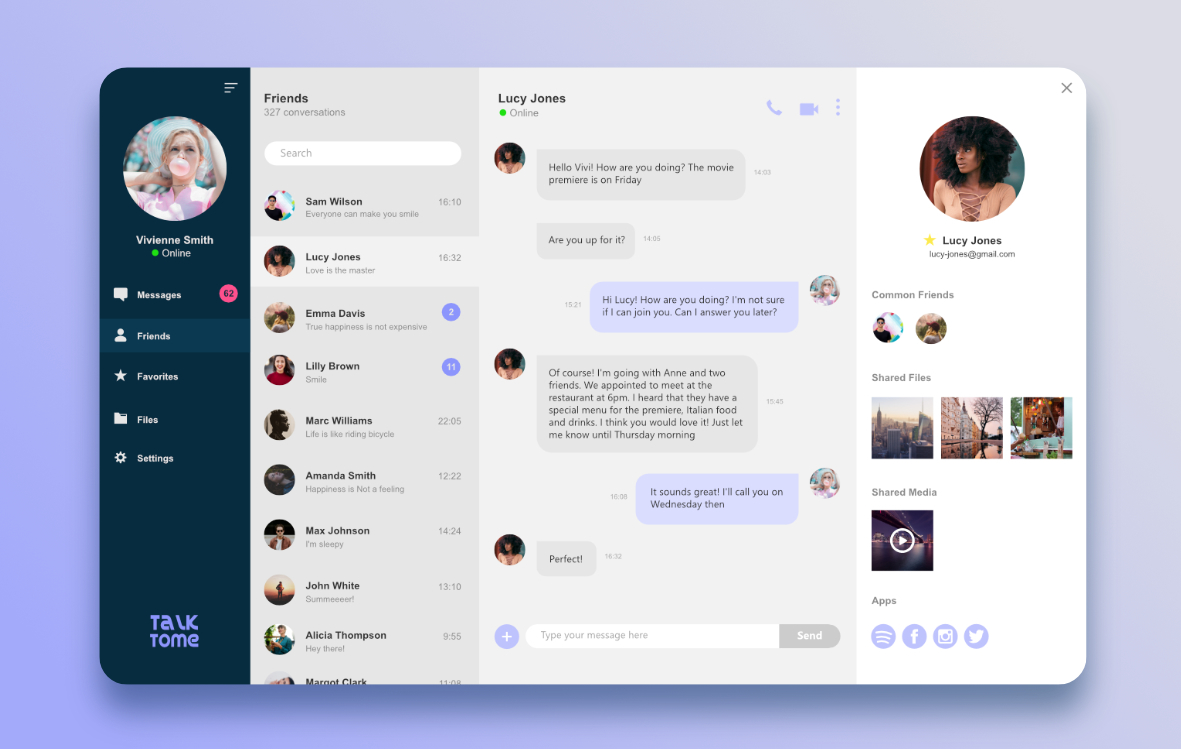 Vivienne Smith
Online
Messages
62
Friends
Favorites
Files
Settings
TALK
TOME
Friends
327 conversations
Search
Sam Wilson
16:10
Everyone can make you smile
Lucy Jones
16:32
Love is the master
Emma Davis
2
True happiness is not expensive
Lilly Brown
11
Smile
Marc Williams
22:05
Life is like riding bicycle
Amanda Smith
12:22
Happiness is Not a feeling
Max Johnson
14:24
I'm sleepy
John White
13:10
Summeeeer!
Alicia Thompson
9:55
Hey there!
Margot Clark
11:08
Lucy Jones
Online
Hello Vivi! How are you doing? The movie
premiere is on Friday
14:03
Are you up for it?
14:05
15:21
Hi Lucy! How are you doing? I'm not sure
if I can join you. Can I answer you later?
Of course! I'm going with Anne and two
friends. We appointed to meet at the
restaurant at 6pm. I heard that they have a
special menu for the premiere, Italian food
and drinks. I think you would love it! Just let
me know until Thursday morning
15:45
16:08
It sounds great! I'll call you on
Wednesday then
Perfect!
16:32
Type your message here
Send
Lucy Jones
lucy-jones@gmail.com
Common Friends
Shared Files
Shared Media
Apps